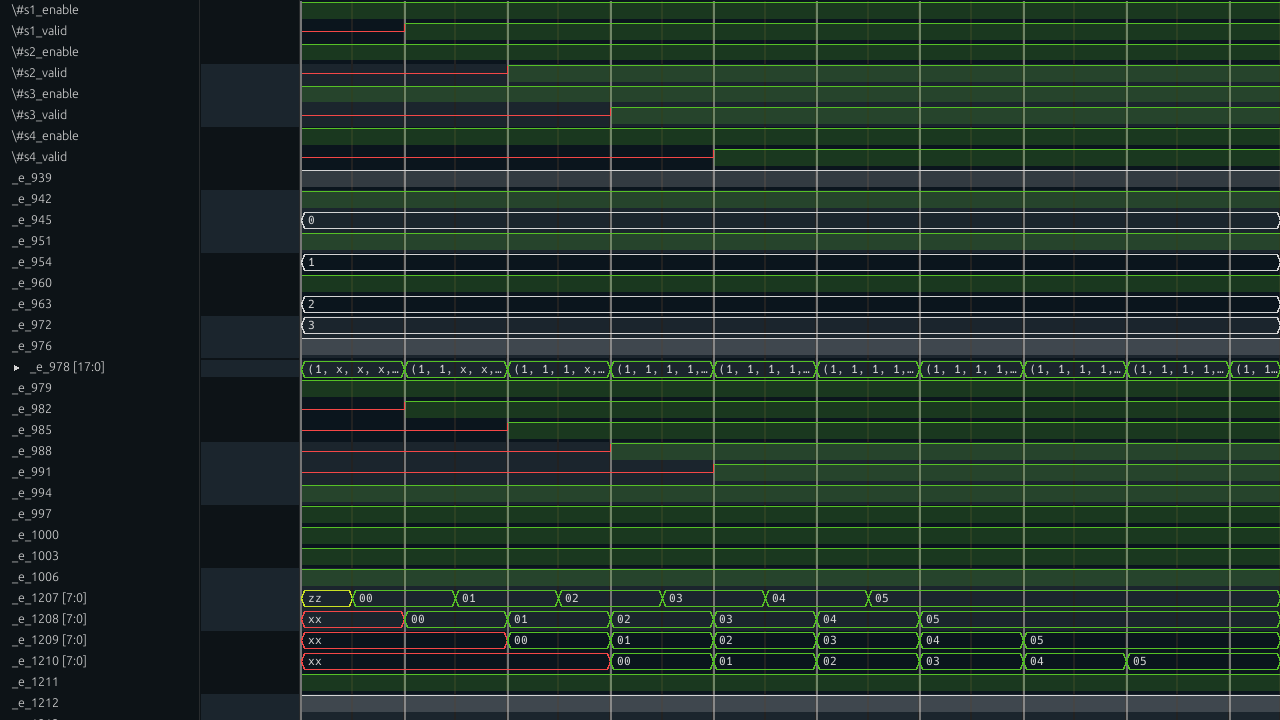 \#s1_enable
\#s1_valid
\#s2_enable
\#s2_valid
\#s3_enable
\#s3_valid
\#s4_enable
\#s4_valid
_e_939
_e_942
_e_945 0
_e_951
_e_954 1
_e_960
_e_963 2
_e_972 3
_e_976
_e_978 [17:0] (1, x, x, x,… (1, 1, x, x,… (1, 1, 1, x,… (1, 1, 1, 1,… (1, 1, 1, 1,… (1, 1, 1, 1,… (1, 1, 1, 1,… (1, 1, 1, 1,… (1, 1, 1, 1,… (1, 1…
_e_979
_e_982
_e_985
_e_988
_e_991
_e_994
_e_997
_e_1000
_e_1003
_e_1006
_e_1207 [7:0] zz 00 01 02 03 04 05
_e_1208 [7:0] xx 00 01 02 03 04 05
_e_1209 [7:0] xx 00 01 02 03 04 05
_e_1210 [7:0] xx 00 01 02 03 04 05
_e_1211
_e_1212